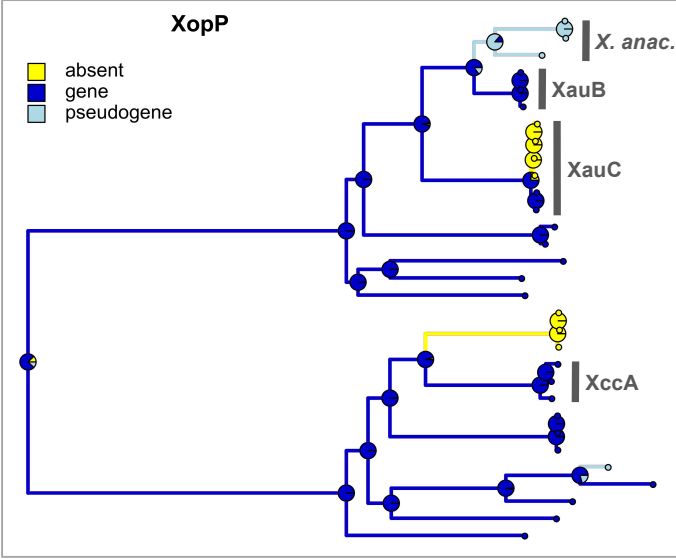 XopP
absent
gene
pseudogene
X. anac.
XauB
XauC
XccA